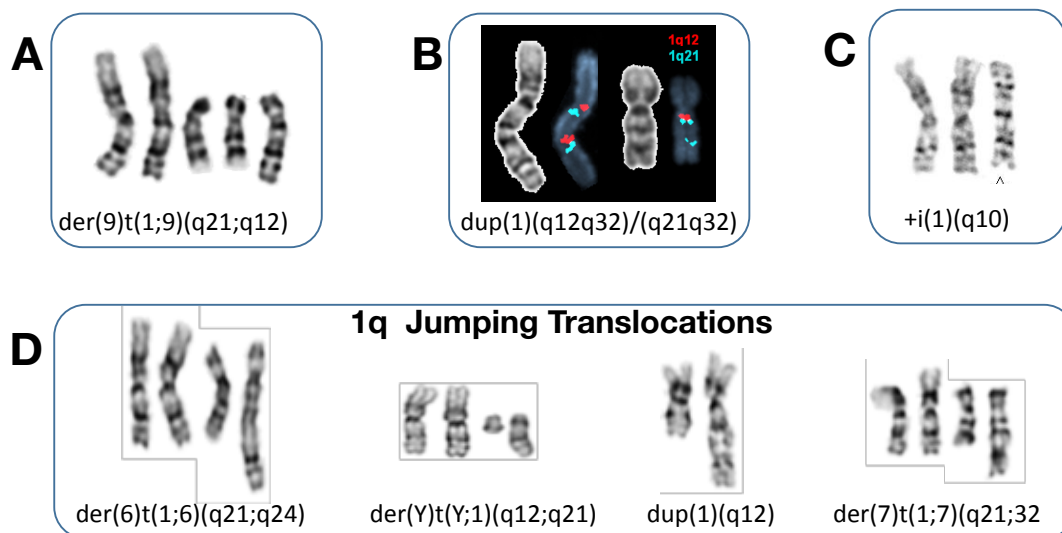 A
der(9)t(1;9)(q21;q12)
B
1q12
1q21
dup(1)(q12q32)/(q21q32)
C
^
+i(1)(q10)
D
1q Jumping Translocations
der(6)t(1;6)(q21;q24)
der(Y)t(Y;1)(q12;q21)
dup(1)(q12)
der(7)t(1;7)(q21;32